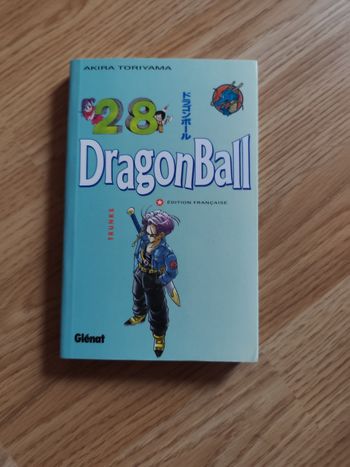 AKIRA TORIYAMA
28
ドラゴンボール
DragonBall
ÉDITION FRANÇAISE
TRUNKS
Glénat